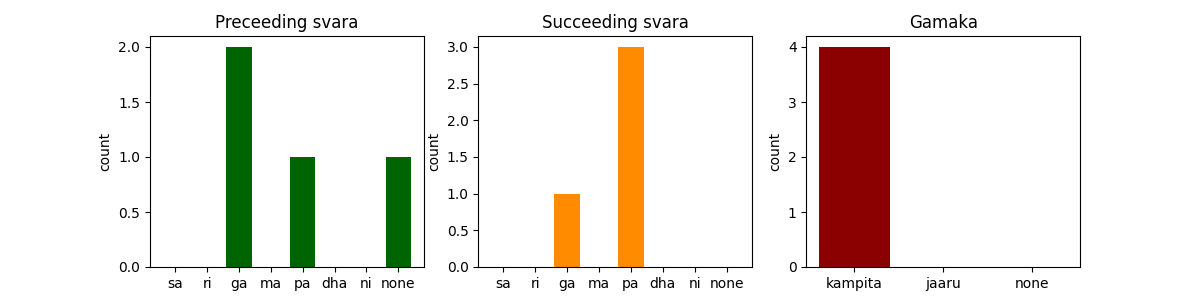 Preceeding svara
count
2.0
1.5
1.0
0.5
0.0
sa ri ga ma pa dha ni none
Succeeding svara
count
3.0
2.5
2.0
1.5
1.0
0.5
0.0
sa ri ga ma pa dha ni none
Gamaka
count
4
3
2
1
0
kampita jaaru none